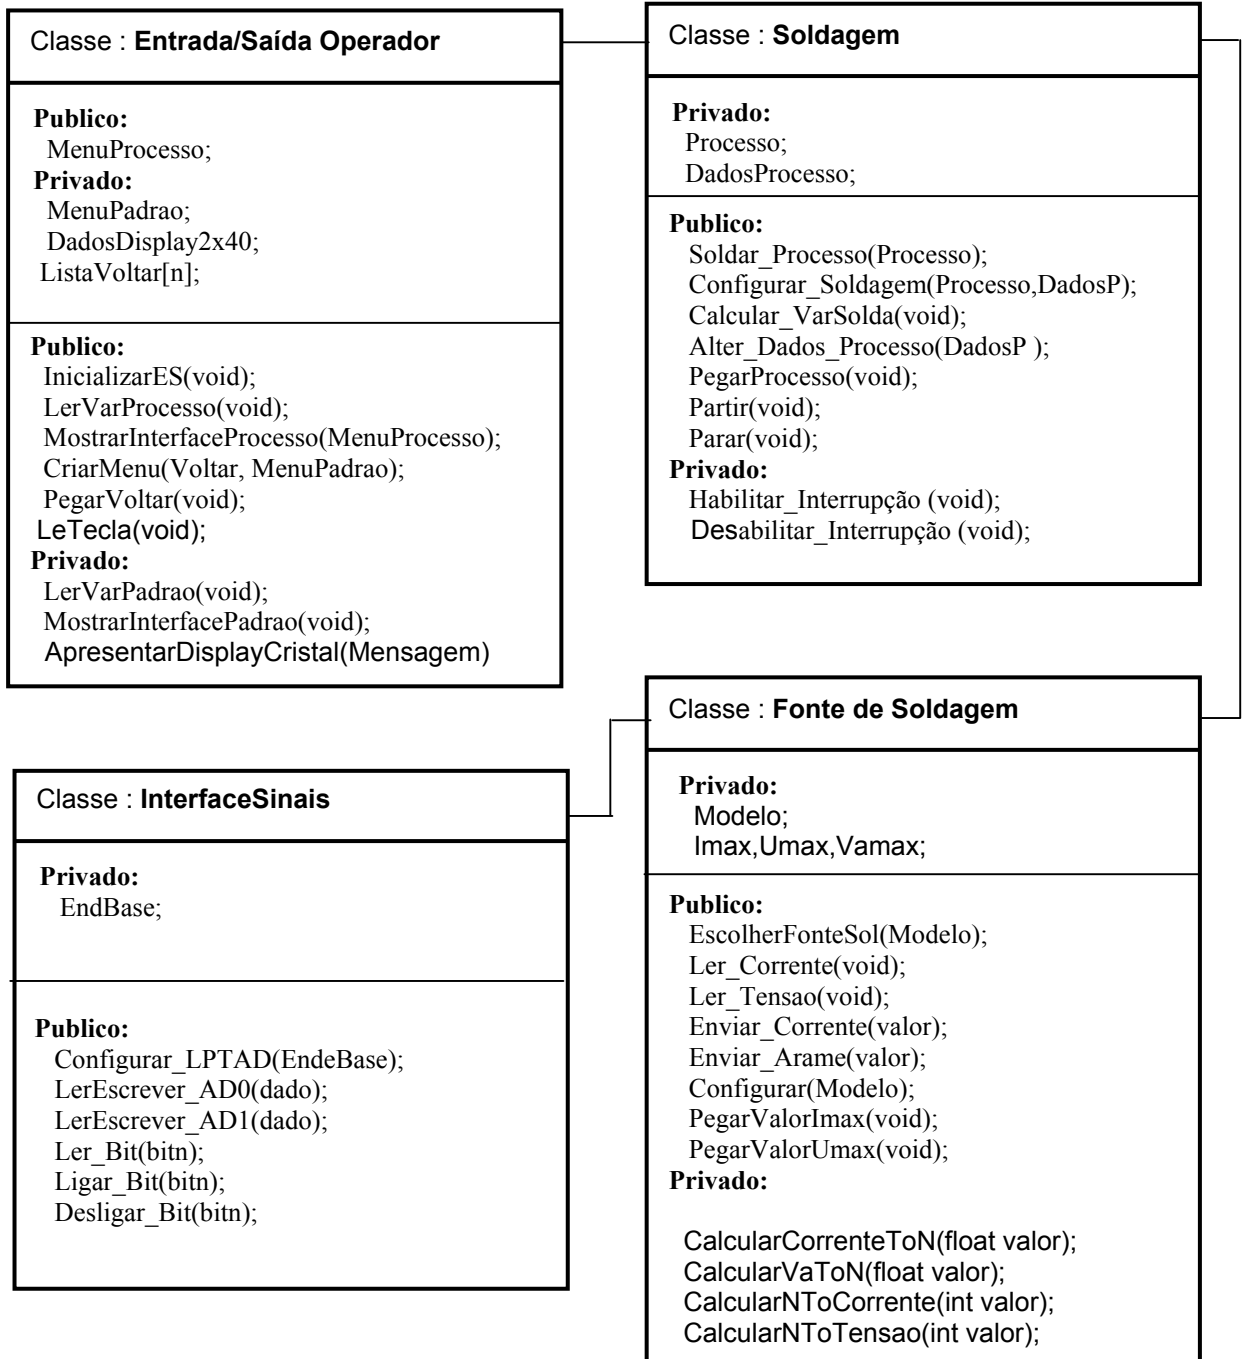 Classe : Entrada/Saída Operador
Publico:
MenuProcesso;
Privado:
MenuPadrao;
DadosDisplay2x40;
ListaVoltar[n];
Publico:
InicializarES(void);
LerVarProcesso(void);
MostrarInterfaceProcesso(MenuProcesso);
CriarMenu(Voltar, MenuPadrao);
PegarVoltar(void);
LeTecla(void);
Privado:
LerVarPadrao(void);
MostrarInterfacePadrao(void);
ApresentarDisplayCristal(Mensagem)
Classe : Soldagem
Privado:
Processo;
DadosProcesso;
Publico:
Soldar_Processo(Processo);
Configurar_Soldagem(Processo,DadosP);
Calcular_VarSolda(void);
Alter_Dados_Processo(DadosP );
PegarProcesso(void);
Partir(void);
Parar(void);
Privado:
Habilitar_Interrupção (void);
Desabilitar_Interrupção (void);
Classe : InterfaceSinais
Privado:
EndBase;
Publico:
Configurar_LPTAD(EndeBase);
LerEscrever_AD0(dado);
LerEscrever_AD1(dado);
Ler_Bit(bitn);
Ligar_Bit(bitn);
Desligar_Bit(bitn);
Classe : Fonte de Soldagem
Privado:
Modelo;
Imax,Umax,Vamax;
Publico:
EscolherFonteSol(Modelo);
Ler_Corrente(void);
Ler_Tensao(void);
Enviar_Corrente(valor);
Enviar_Arame(valor);
Configurar(Modelo);
PegarValorImax(void);
PegarValorUmax(void);
Privado:
CalcularCorrenteToN(float valor);
CalcularVaToN(float valor);
CalcularNToCorrente(int valor);
CalcularNToTensao(int valor);